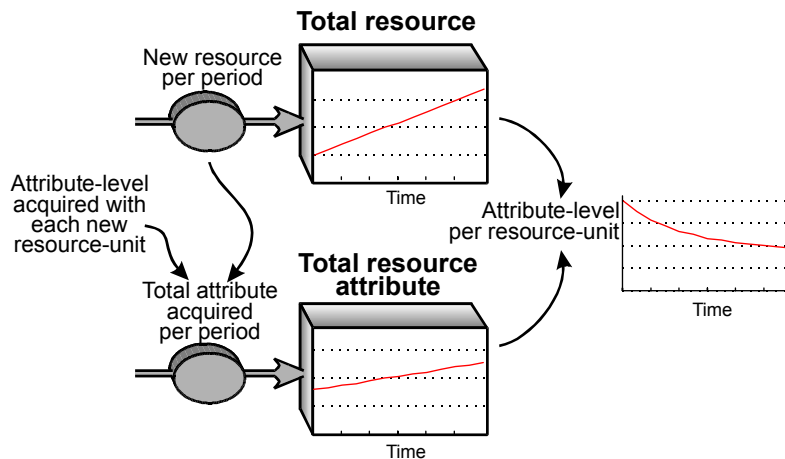 Total resource
New resource
per period
Time
Attribute-level
acquired with
each new
resource-unit
Attribute-level
per resource-unit
Time
Total resource
attribute
Total attribute
acquired
per period
Time